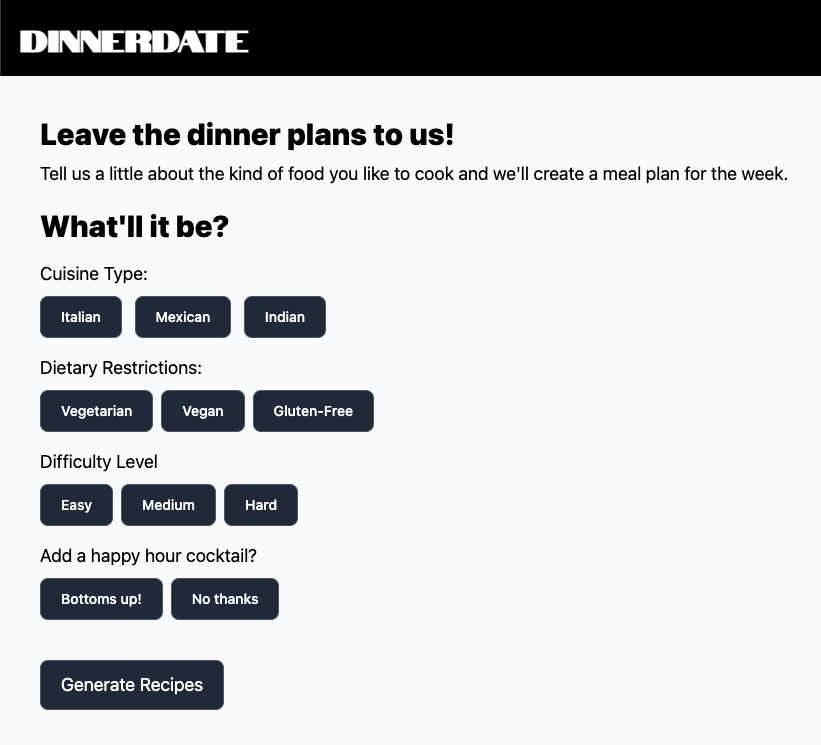 DINNERDATE
Leave the dinner plans to us!
Tell us a little about the kind of food you like to cook and we'll create a meal plan for the week.
What'll it be?
Cuisine Type:
Italian Mexican Indian
Dietary Restrictions:
Vegetarian Vegan Gluten-Free
Difficulty Level
Easy Medium Hard
Add a happy hour cocktail?
Bottoms up! No thanks
Generate Recipes